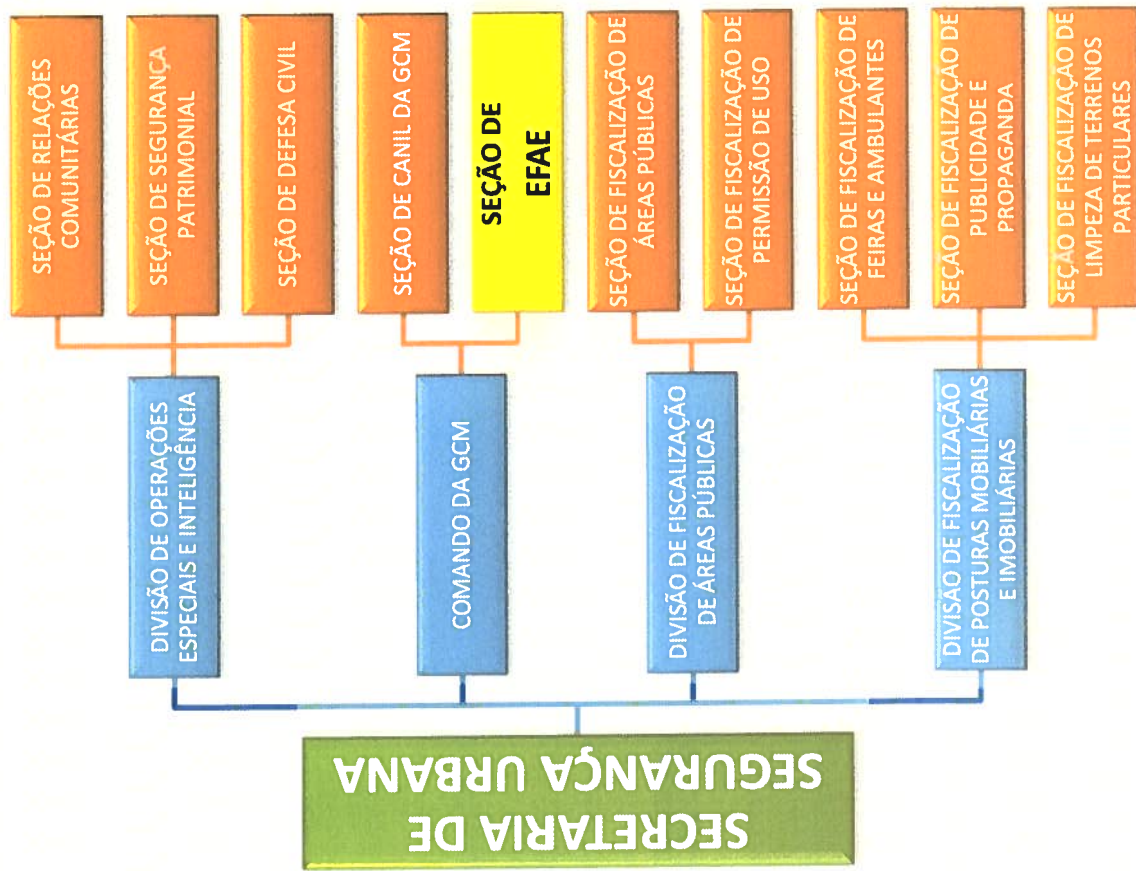 SECRETARIA DE
SEGURANÇA URBANA
DIVISÃO DE OPERAÇÕES
ESPECIAIS E INTELIGÊNCIA
SEÇÃO DE RELAÇÕES
COMUNITÁRIAS
SEÇÃO DE SEGURANÇA
PATRIMONIAL
SEÇÃO DE DEFESA CIVIL
COMANDO DA GCM
SEÇÃO DE CANIL DA GCM
SEÇÃO DE
EFAE
DIVISÃO DE FISCALIZAÇÃO
DE ÁREAS PÚBLICAS
SEÇÃO DE FISCALIZAÇÃO DE
ÁREAS PÚBLICAS
SEÇÃO DE FISCALIZAÇÃO DE
PERMISSÃO DE USO
DIVISÃO DE FISCALIZAÇÃO
DE POSTURAS MOBILIÁRIAS
E IMOBILIÁRIAS
SEÇÃO DE FISCALIZAÇÃO DE
FEIRAS E AMBULANTES
SEÇÃO DE FISCALIZAÇÃO DE
PUBLICIDADE E
PROPAGANDA
SEÇÃO DE FISCALIZAÇÃO DE
LIMPEZA DE TERRENOS
PARTICULARES